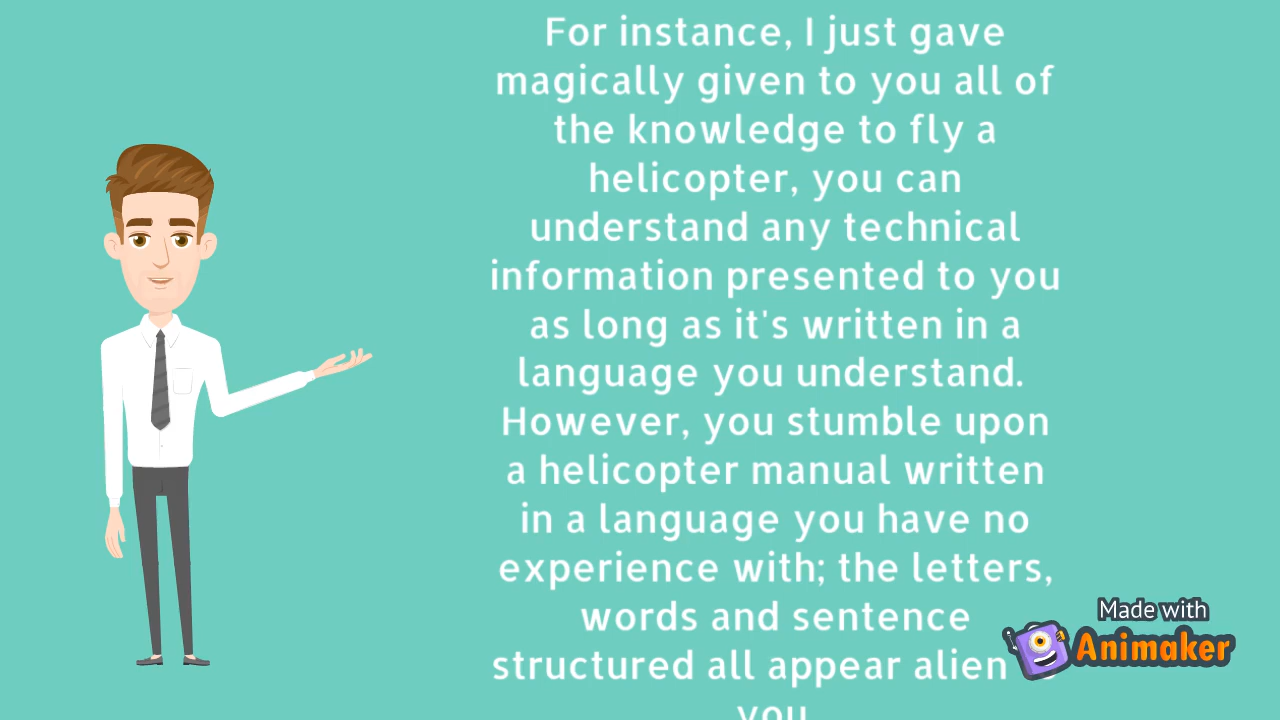 For instance, I just gave
magically given to you all of
the knowledge to fly a
helicopter, you can
understand any technical
information presented to you
as long as it's written in a
language you understand.
However, you stumble upon
a helicopter manual written
in a language you have no
experience with; the letters,
words and sentence
structured all appear alien
you
Made with
Animaker